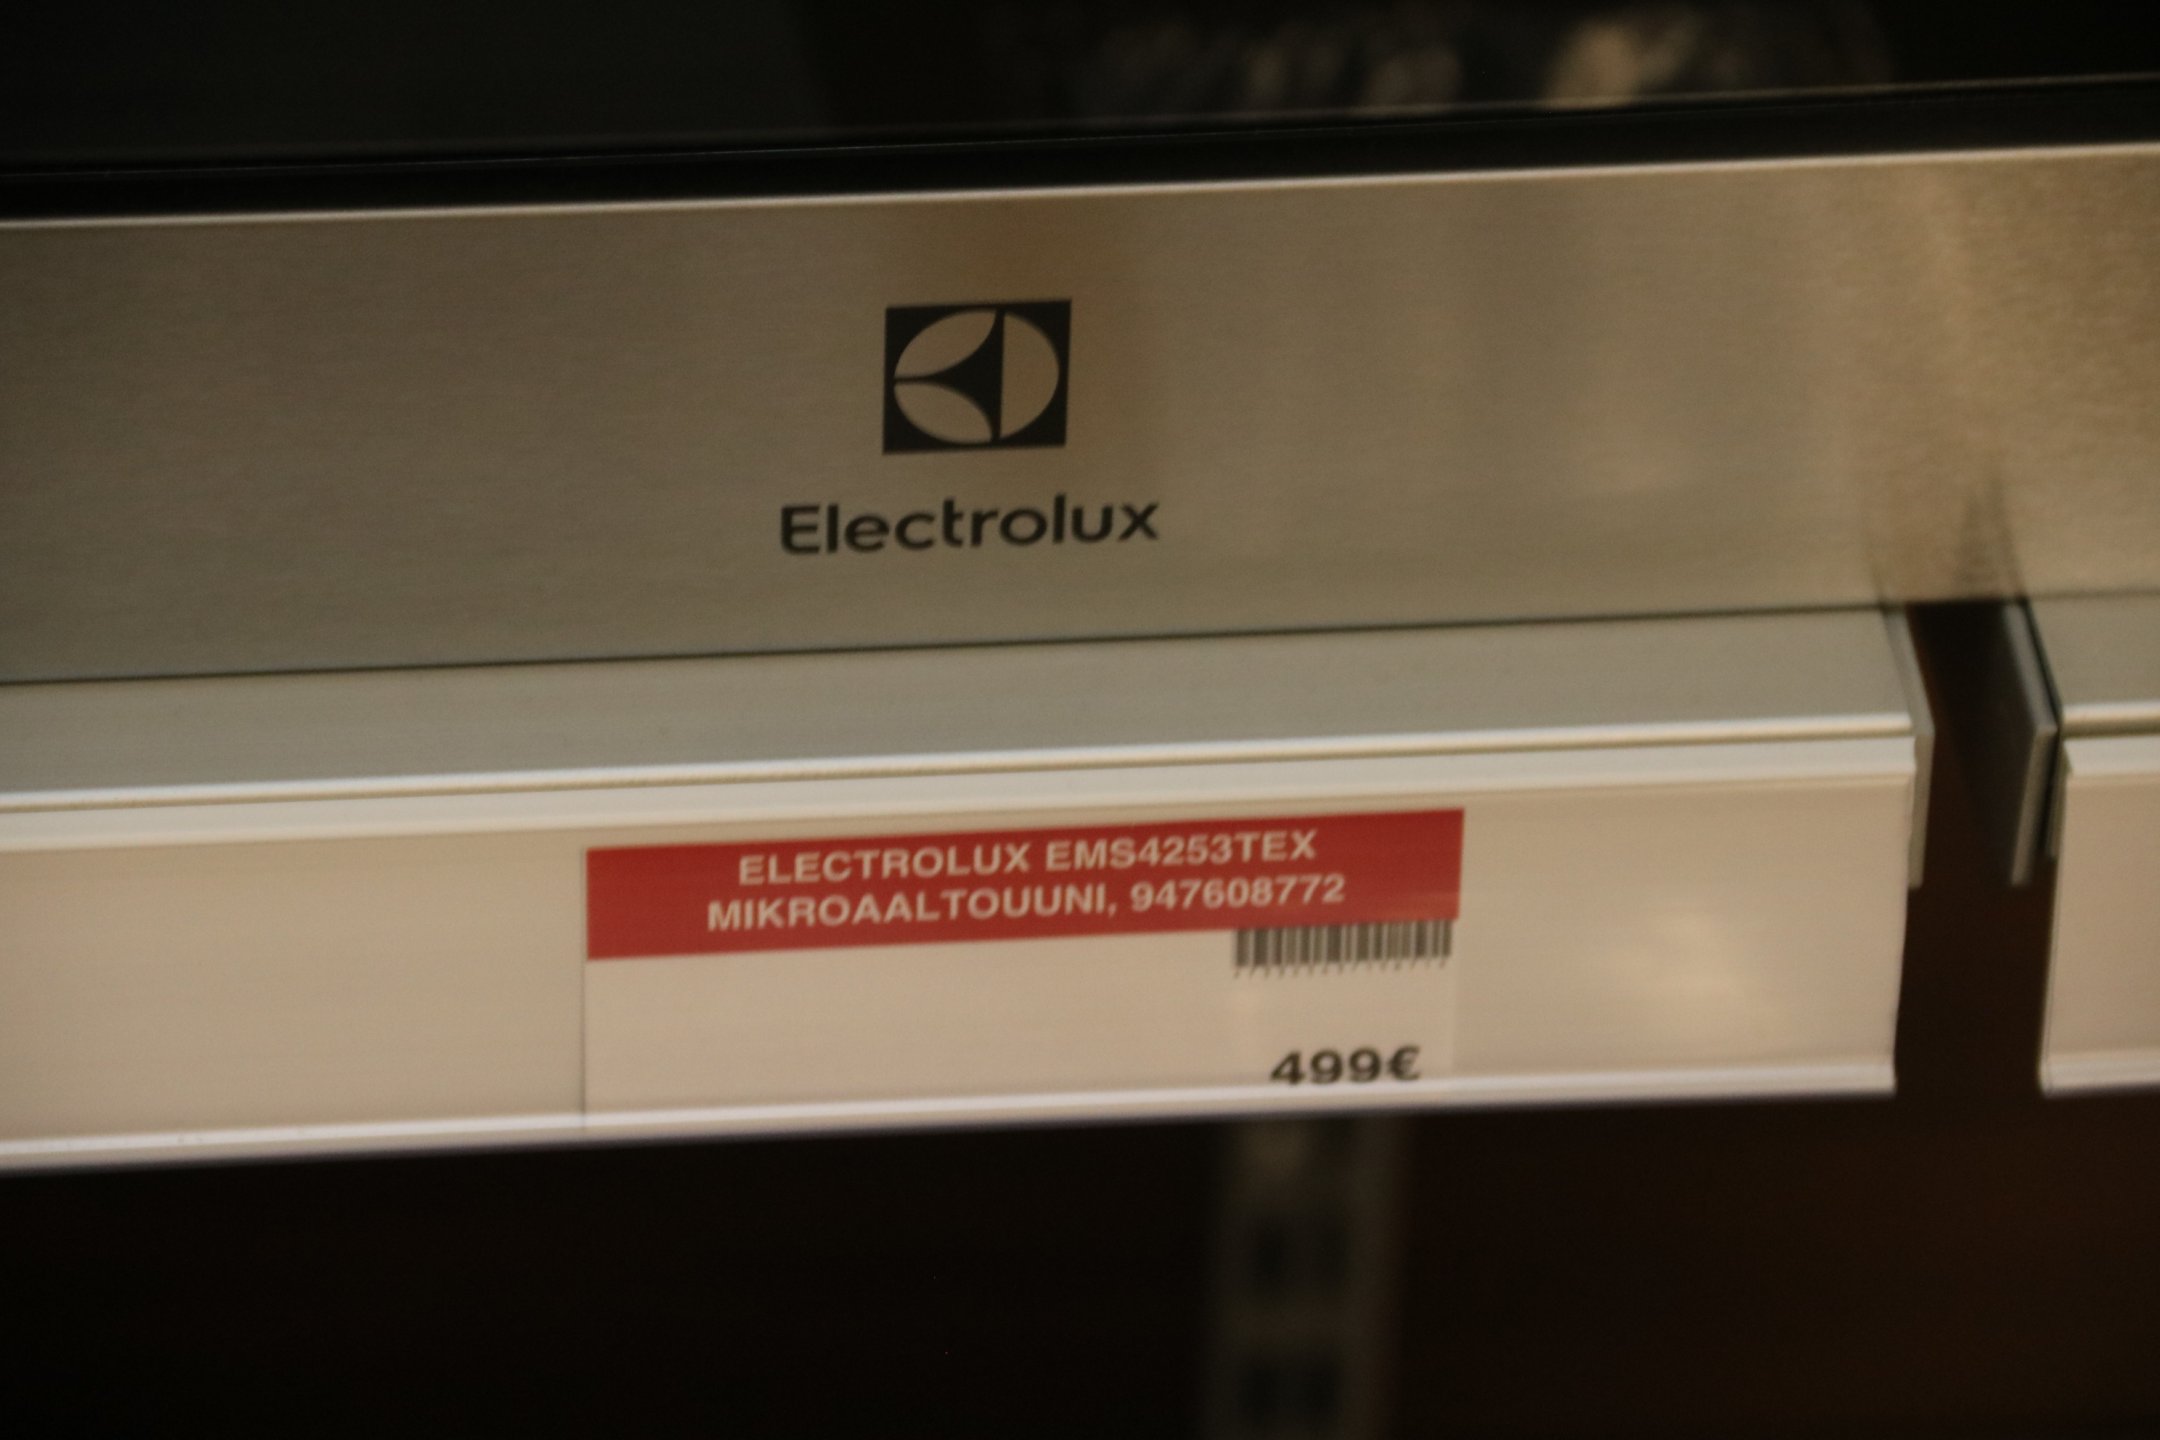 Electrolux
ELECTROLUX EMS4253TEX
MIKROAALTOUUNI, 947608772
499€